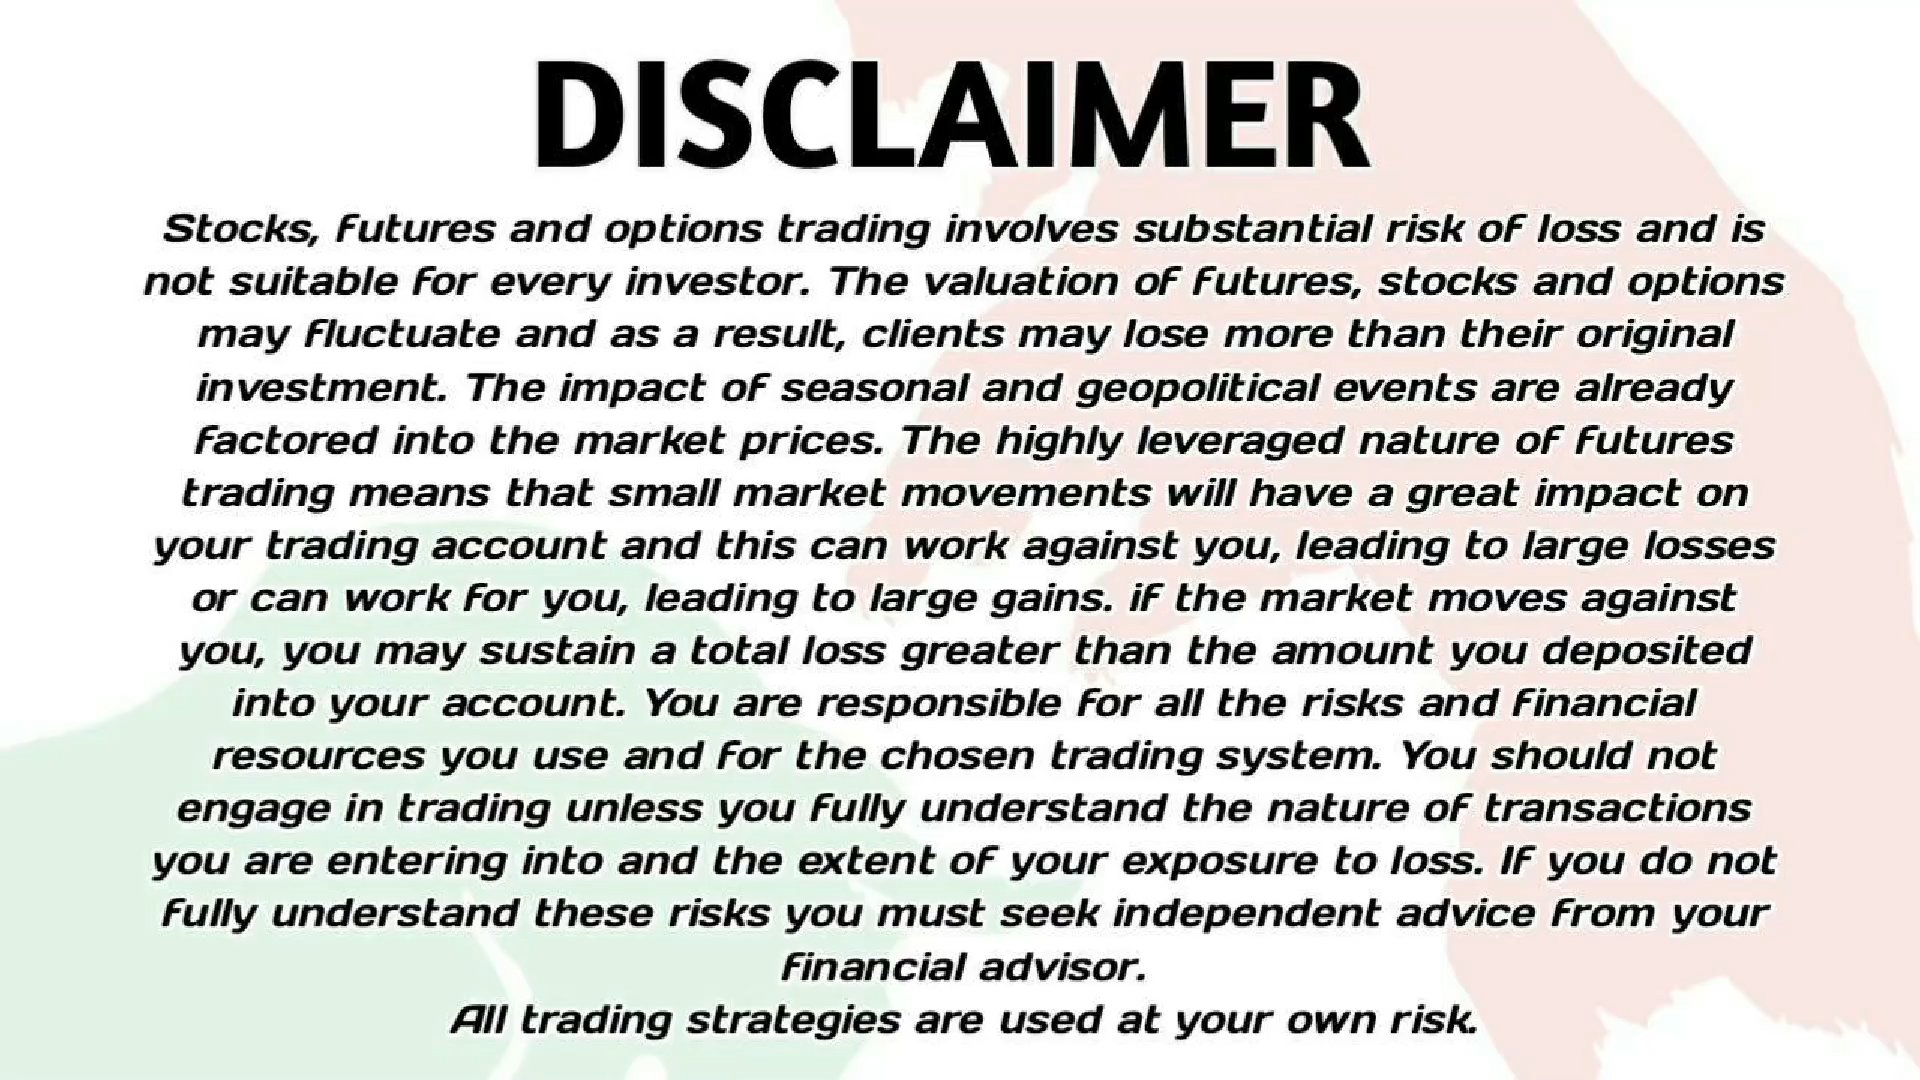 DISCLAIMER
Stocks, futures and options trading involves substantial risk of loss and is
not suitable for every investor. The valuation of futures, stocks and options
may fluctuate and as a result, clients may lose more than their original
investment. The impact of seasonal and geopolitical events are already
factored into the market prices. The highly leveraged nature of futures
trading means that small market movements will have a great impact on
your trading account and this can work against you, leading to large losses
or can work for you, leading to large gains. if the market moves against
you, you may sustain a total loss greater than the amount you deposited
into your account. You are responsible for all the risks and financial
resources you use and for the chosen trading system. You should not
engage in trading unless you fully understand the nature of transactions
you are entering into and the extent of your exposure to loss. If you do not
fully understand these risks you must seek independent advice from your
financial advisor.
All trading strategies are used at your own risk.